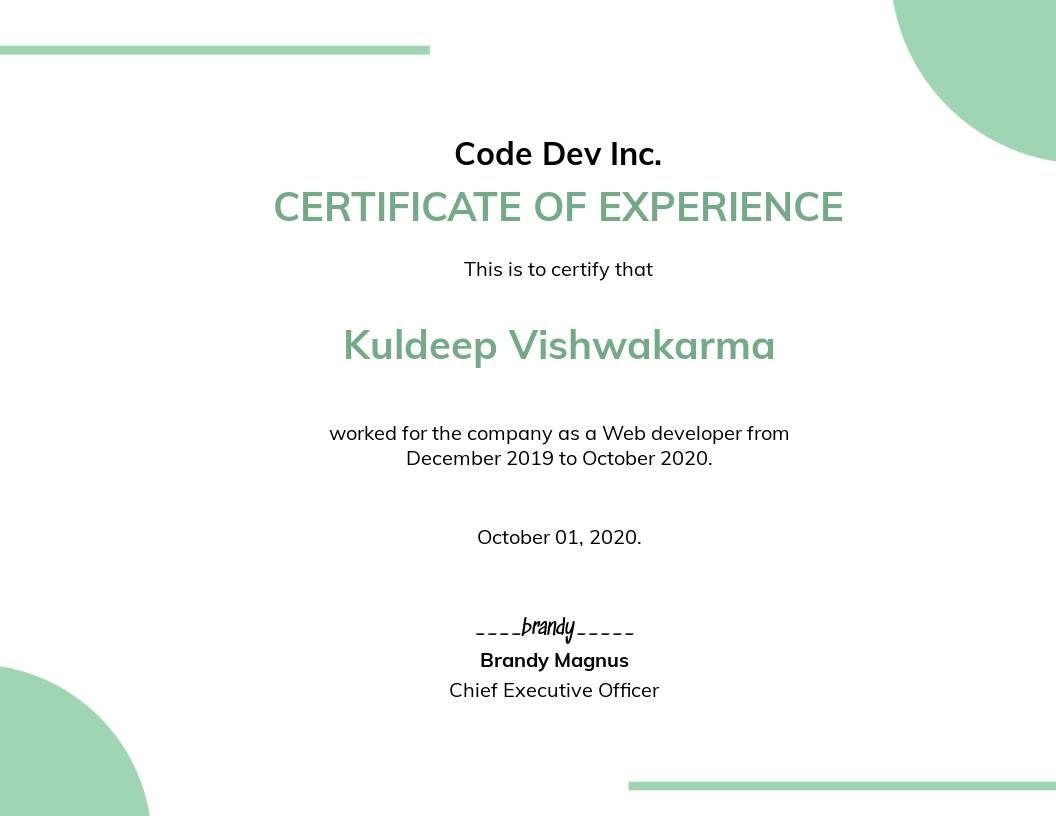 Code Dev Inc.
CERTIFICATE OF EXPERIENCE
This is to certify that
Kuldeep Vishwakarma
worked for the company as a Web developer from
December 2019 to October 2020.
October 01, 2020.
____brandy_____
Brandy Magnus
Chief Executive Officer